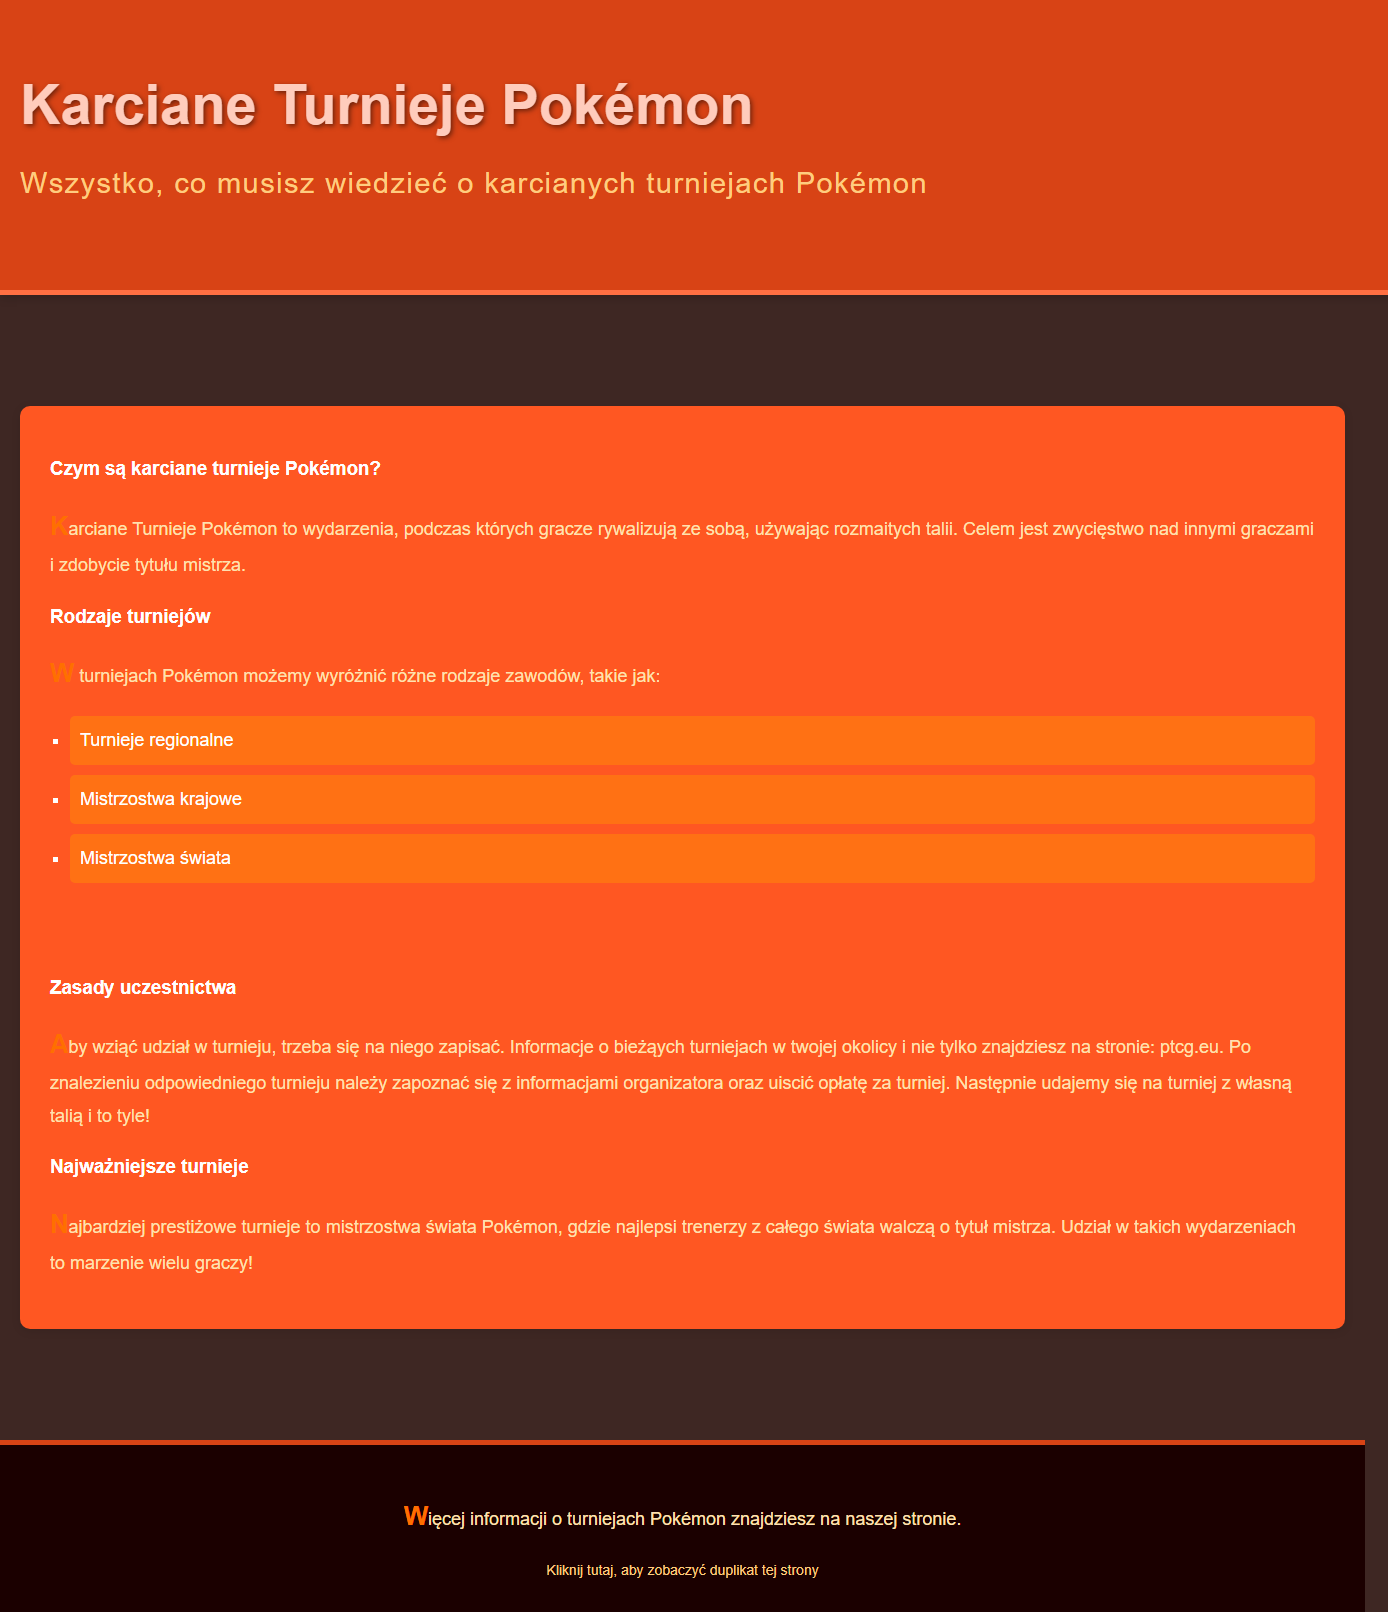 Karciane Turnieje Pokémon
Wszystko, co musisz wiedzieć o karcianych turniejach Pokémon
Czym są karciane turnieje Pokémon?
Karciane Turnieje Pokémon to wydarzenia, podczas których gracze rywalizują ze sobą, używając rozmaitych talii. Celem jest zwycięstwo nad innymi graczami
i zdobycie tytułu mistrza.
Rodzaje turniejów
W turniejach Pokémon możemy wyróżnić różne rodzaje zawodów, takie jak:
Turnieje regionalne
Mistrzostwa krajowe
Mistrzostwa świata
Zasady uczestnictwa
Aby wziąć udział w turnieju, trzeba się na niego zapisać. Informacje o bieżąych turniejach w twojej okolicy i nie tylko znajdziesz na stronie: ptcg.eu. Po
znalezieniu odpowiedniego turnieju należy zapoznać się z informacjami organizatora oraz uiscić opłatę za turniej. Następnie udajemy się na turniej z własną
talią i to tyle!
Najważniejsze turnieje
Najbardziej prestiżowe turnieje to mistrzostwa świata Pokémon, gdzie najlepsi trenerzy z całego świata walczą o tytuł mistrza. Udział w takich wydarzeniach
to marzenie wielu graczy!
Więcej informacji o turniejach Pokémon znajdziesz na naszej stronie.
Kliknij tutaj, aby zobaczyć duplikat tej strony